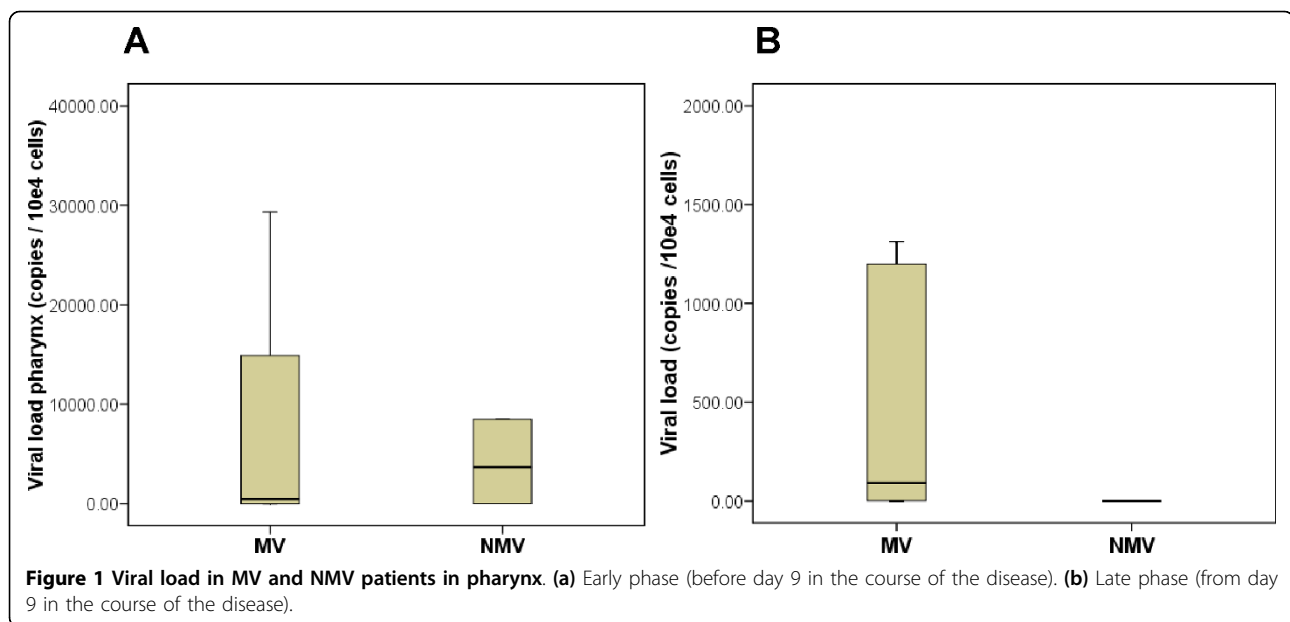 A
B
Viral load pharynx (copies / 10e4 cells)
40000.00
30000.00
20000.00
10000.00
0.00
MV
NMV
Viral load (copies /10e4 cells)
2000.00
1500.00
1000.00
500.00
0.00
MV
NMV
Figure 1 Viral load in MV and NMV patients in pharynx. (a) Early phase (before day 9 in the course of the disease). (b) Late phase (from day
9 in the course of the disease).